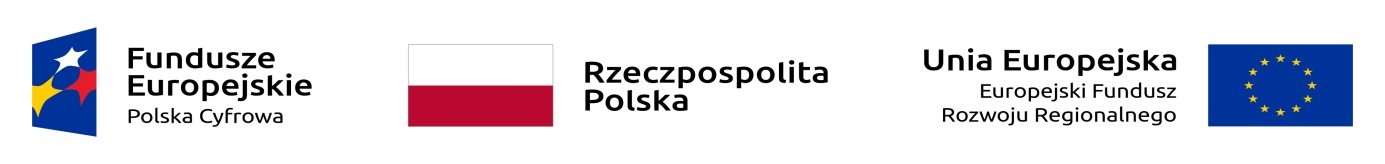 Fundusze
Europejskie
Polska Cyfrowa
Rzeczpospolita
Polska
Unia Europejska
Europejski Fundusz
Rozwoju Regionalnego